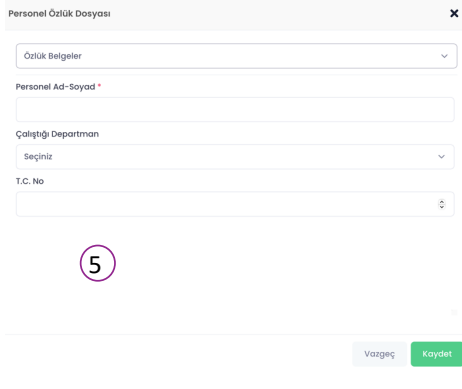 Personel Özlük Dosyası
Özlük Belgeler
Personel Ad-Soyad *
Çalıştığı Departman
Seçiniz
T.C. No
5
Vazgeç
Kaydet